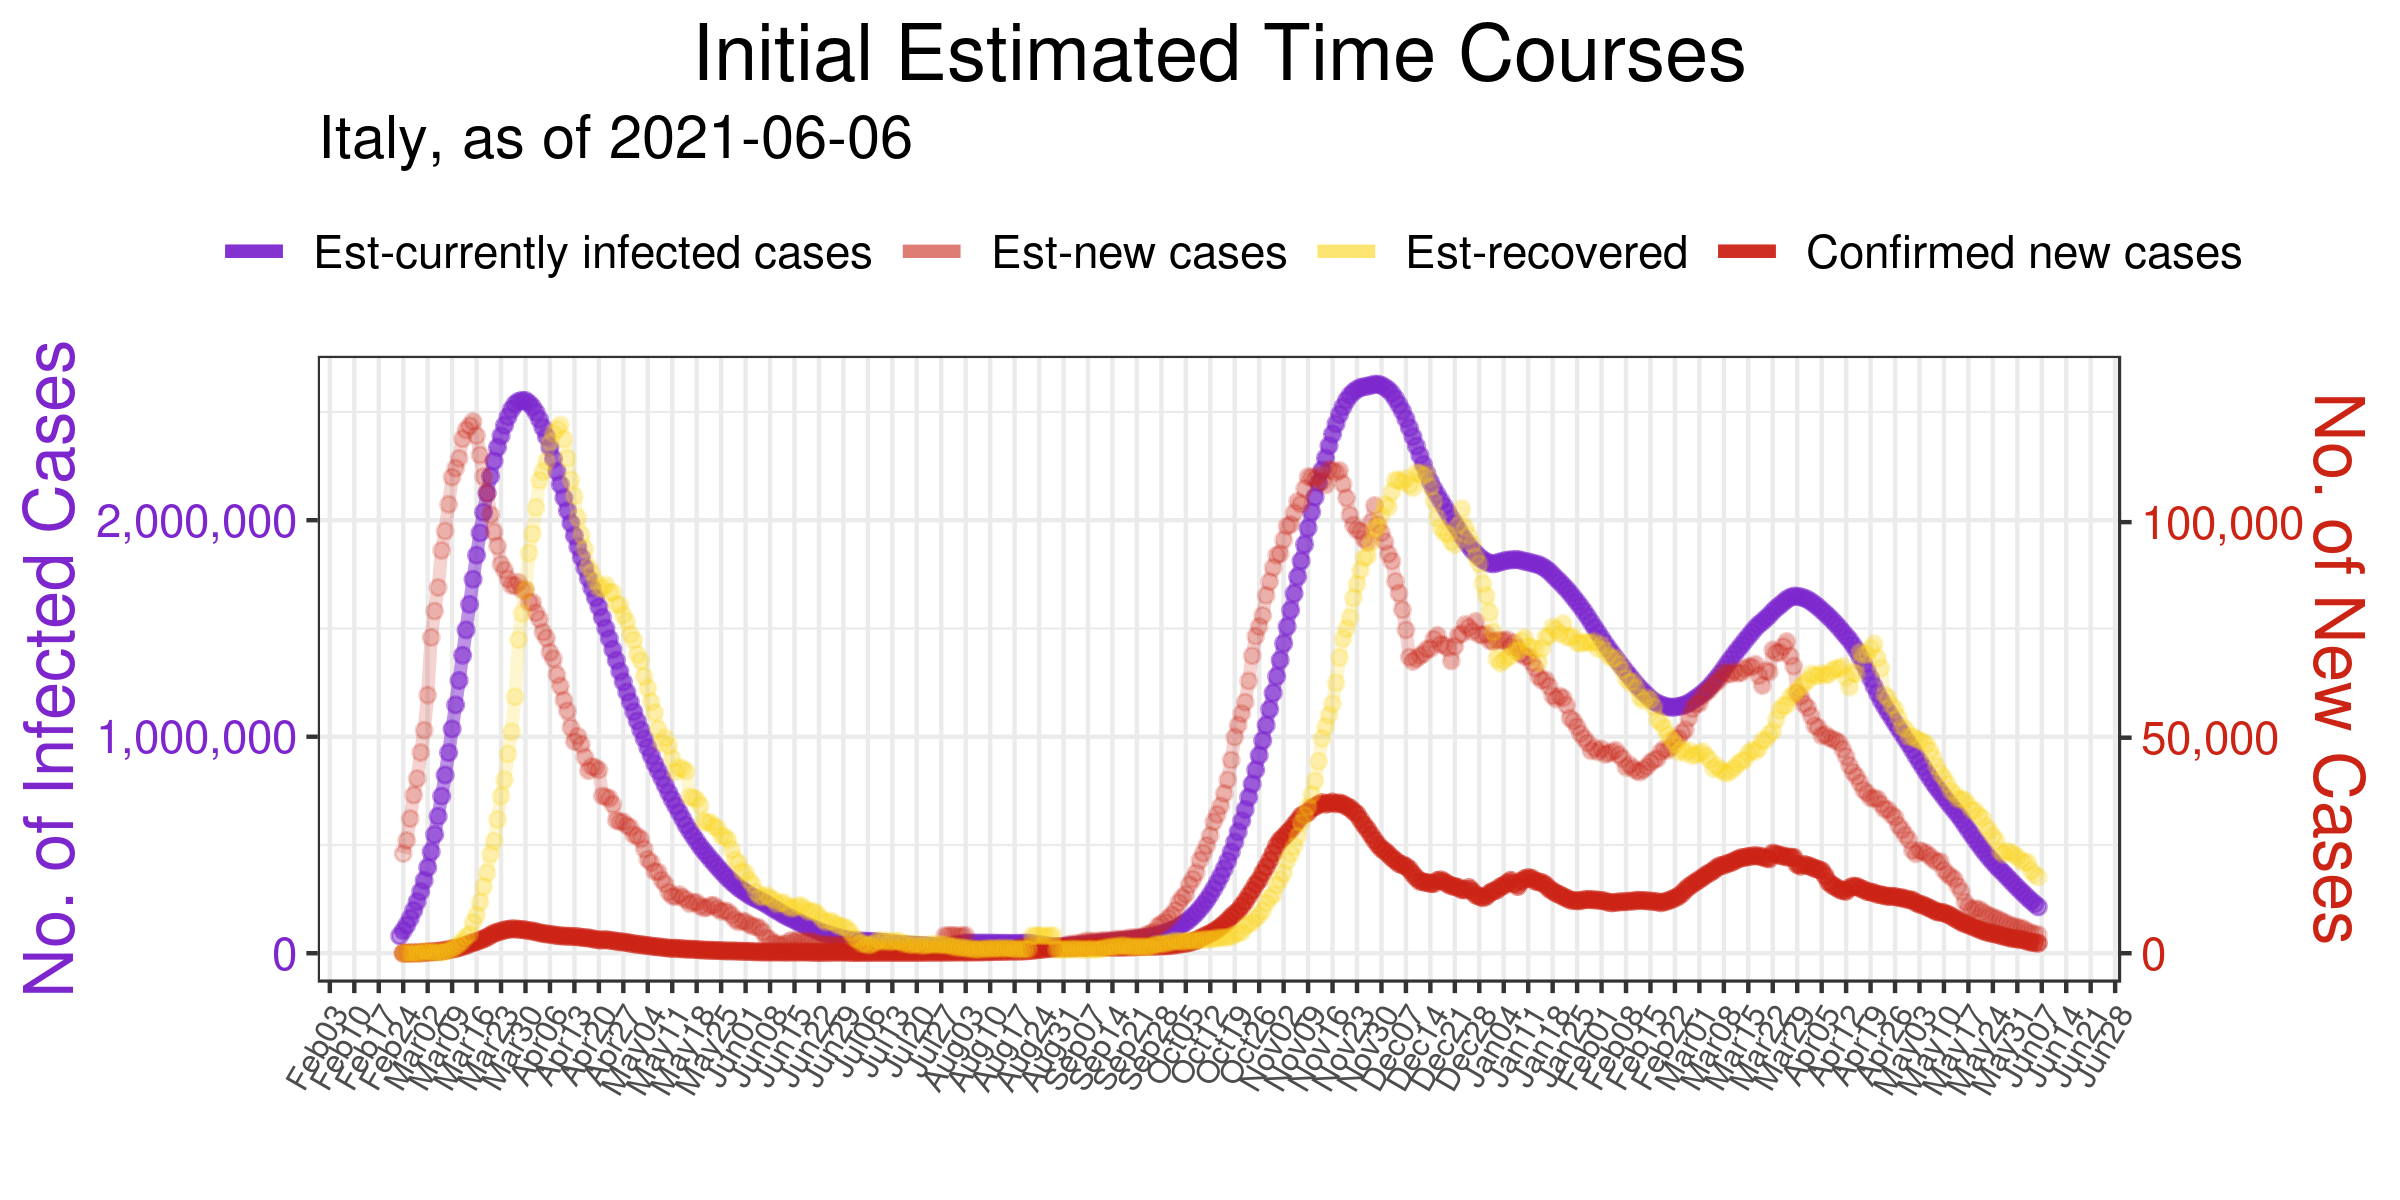 Initial Estimated Time Courses
Italy, as of 2021-06-06
Est-currently infected cases
Est-new cases
Est-recovered
Confirmed new cases
No. of Infected Cases
2,000,000
1,000,000
0
100,000
50,000
0
No. of New Cases
Feb03
Feb10
Feb17
Feb24
Mar02
Mar09
Mar16
Mar23
Mar30
Apr06
Apr13
Apr20
Apr27
May04
May11
May18
May25
Jun01
Jun08
Jun15
Jun22
Jun29
Jul06
Jul13
Jul20
Jul27
Aug03
Aug10
Aug17
Aug24
Aug31
Sep07
Sep14
Sep21
Sep28
Oct05
Oct12
Oct19
Oct26
Nov02
Nov09
Nov16
Nov23
Nov30
Dec07
Dec14
Dec21
Dec28
Jan04
Jan11
Jan18
Jan25
Feb01
Feb08
Feb15
Feb22
Mar01
Mar08
Mar15
Mar22
Mar29
Apr05
Apr12
Apr19
Apr26
May03
May10
May17
May24
May31
Jun07
Jun14
Jun21
Jun28